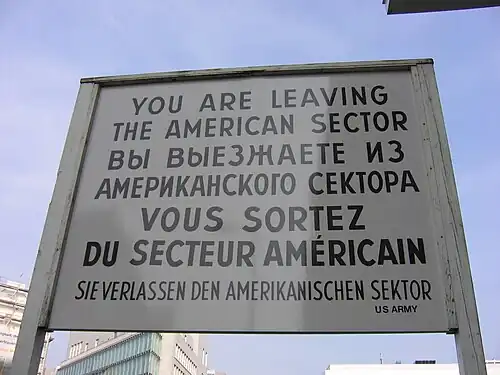 YOU ARE LEAVING
THE AMERICAN SECTOR
ВЫ ВЫЕЗЖАЕТЕ ИЗ
АМЕРИКАНСКОГО СЕКТОРА
VOUS SORTEZ
DU SECTEUR AMÉRICAIN
SIE VERLASSEN DEN AMERIKANISCHEN SEKTOR
US ARMY